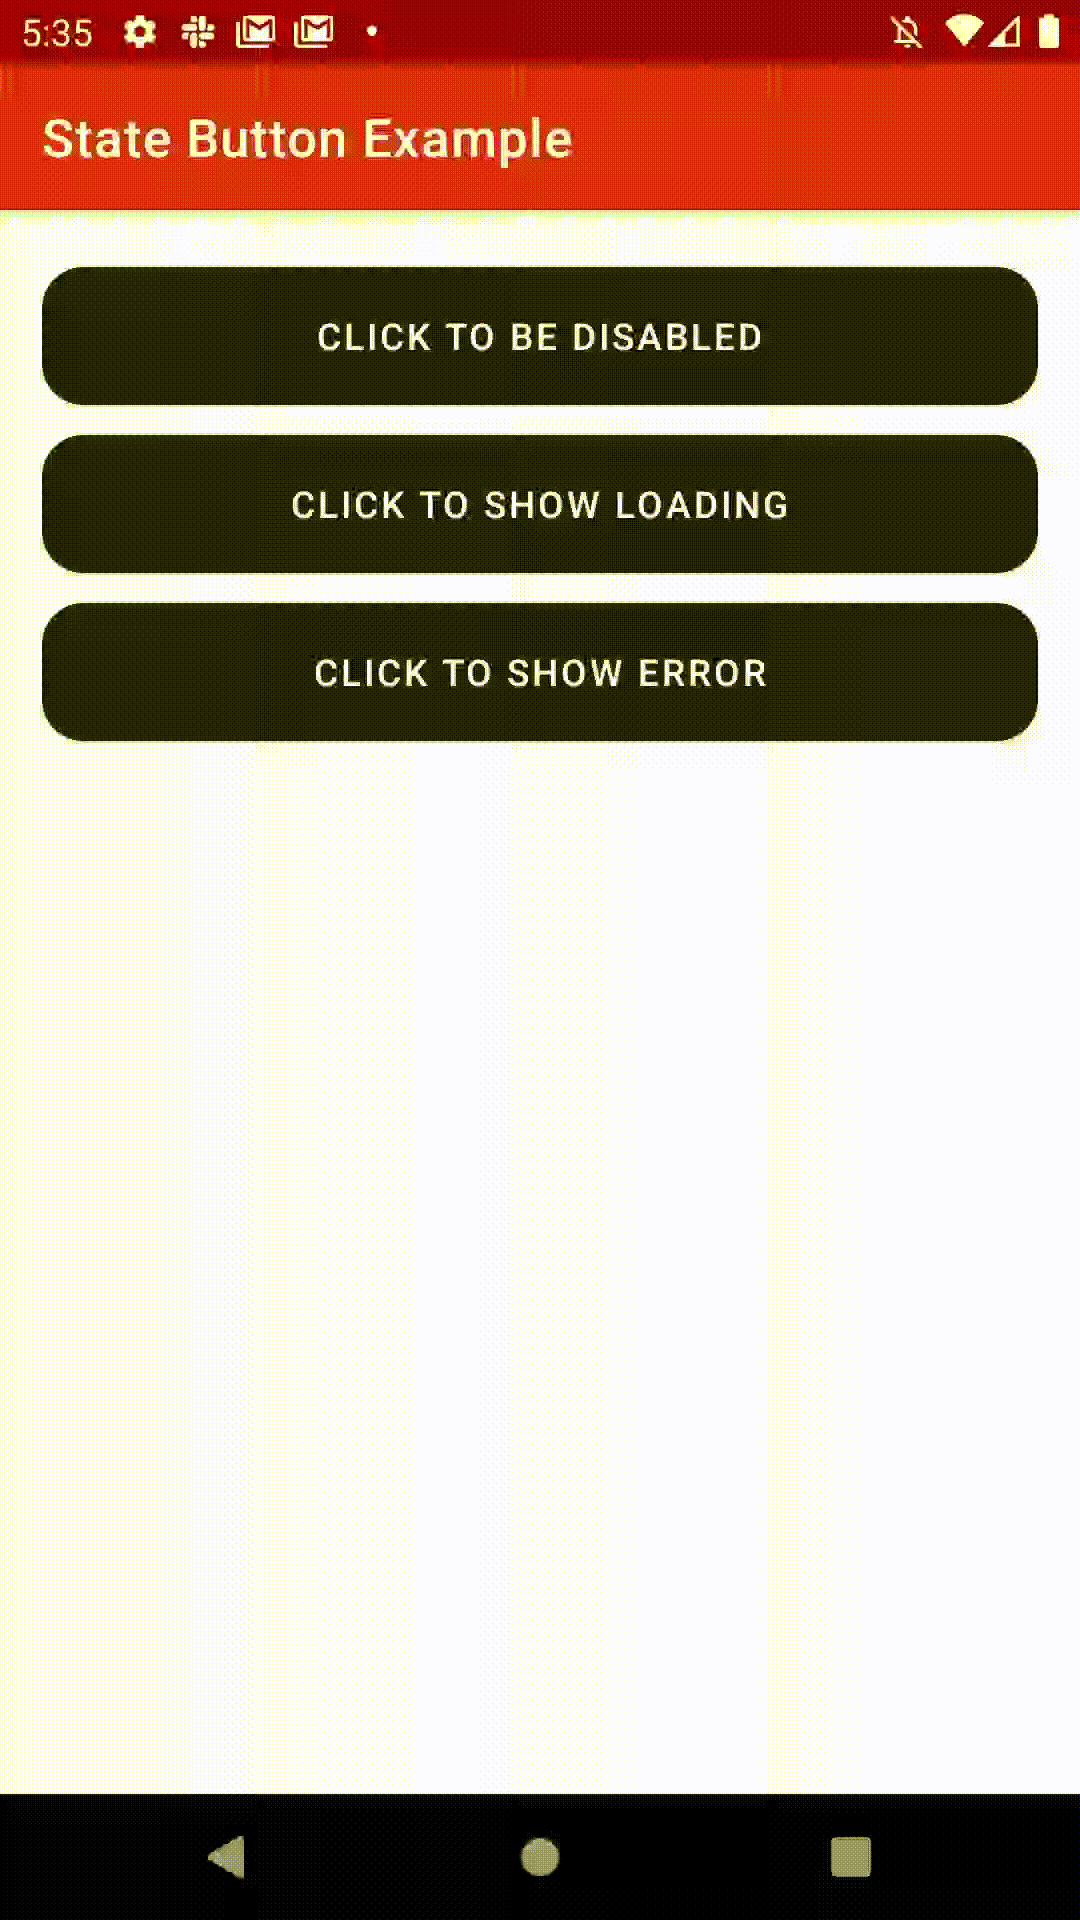 5:35
State Button Example
CLICK TO BE DISABLED
CLICK TO SHOW LOADING
CLICK TO SHOW ERROR